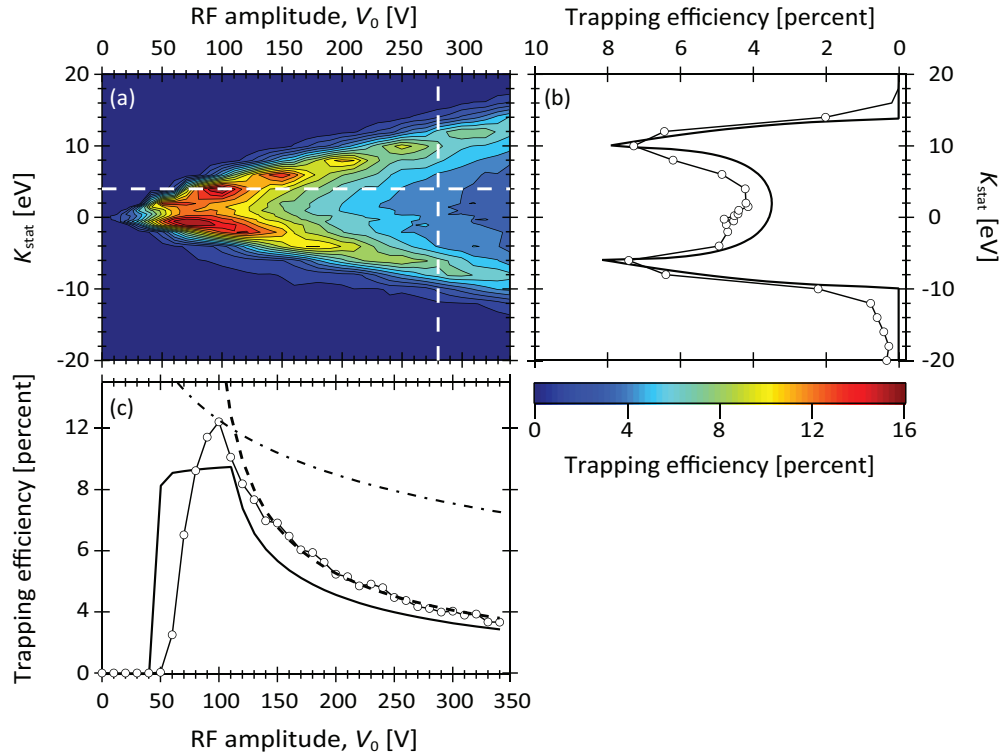 RF amplitude, V0 [V]
Trapping efficiency [percent]
0 50 100 150 200 250 300
10 8 6 4 2 0
20 10 0 -10 -20
Kstat [eV]
(a)
(b)
20 10 0 -10 -20
Kstat [eV]
12 8 4 0
Trapping efficiency [percent]
(c)
0 4 8 12 16
Trapping efficiency [percent]
0 50 100 150 200 250 300 350
RF amplitude, V0 [V]